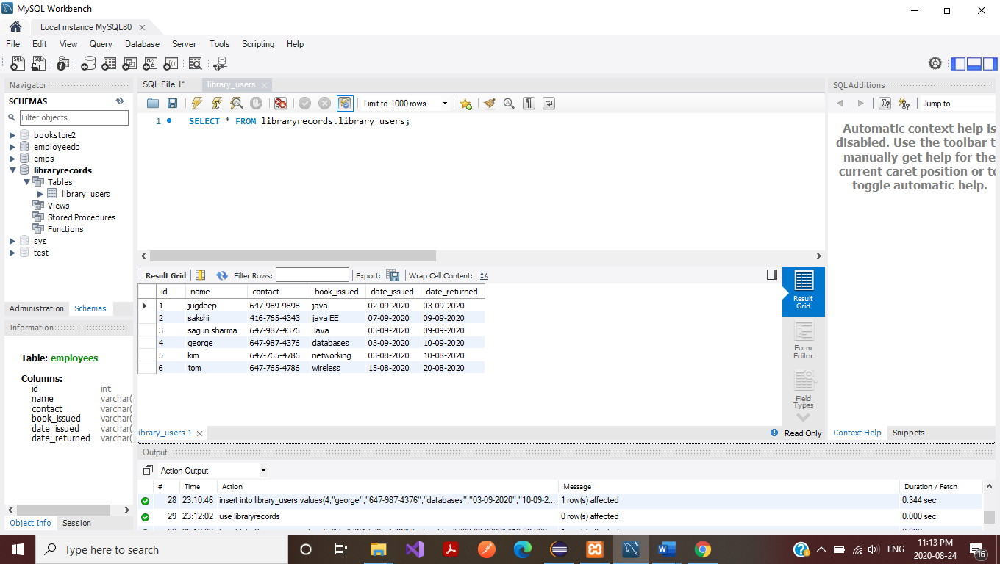 MySQL Workbench
Local instance MySQL80
File Edit View Query Database Server Tools Scripting Help
Navigator
SCHEMAS
Filter objects
bookstore2
employeedb
emps
libraryrecords
Tables
library_users
Views
Stored Procedures
Functions
sys
test
Administration Schemas
Information
Table: employees
Columns:
id int
name varchar(
contact varchar(
book_issued varchar(
date_issued varchar(
date_returned varchar(
Object Info Session
SQL File 1* library_users
Limit to 1000 rows
1 SELECT * FROM libraryrecords.library_users;
Result Grid Filter Rows: Export: Wrap Cell Content:
id name contact book_issued date_issued date_returned
1 jugdeep 647-989-9898 java 02-09-2020 03-09-2020
2 sakshi 416-765-4343 java EE 07-09-2020 09-09-2020
3 sagun sharma 647-987-4376 Java 03-09-2020 09-09-2020
4 george 647-987-4376 databases 03-09-2020 10-09-2020
5 kim 647-765-4786 networking 03-08-2020 10-08-2020
6 tom 647-765-4786 wireless 15-08-2020 20-08-2020
Result
Grid
Form
Editor
Field
Types
ibrary_users 1
Read Only
SQLAdditions
Jump to
Automatic context help is
disabled. Use the toolbar t
manually get help for the
current caret position or to
toggle automatic help.
Context Help Snippets
Output
Action Output
# Time Action Message Duration / Fetch
28 23:10:46 insert into library_users values(4,"george","647-987-4376","databases","03-09-2020","10-09-2... 1 row(s) affected 0.344 sec
29 23:12:02 use libraryrecords 0 row(s) affected 0.000 sec
Type here to search
ENG
11:13 PM
2020-08-24
16